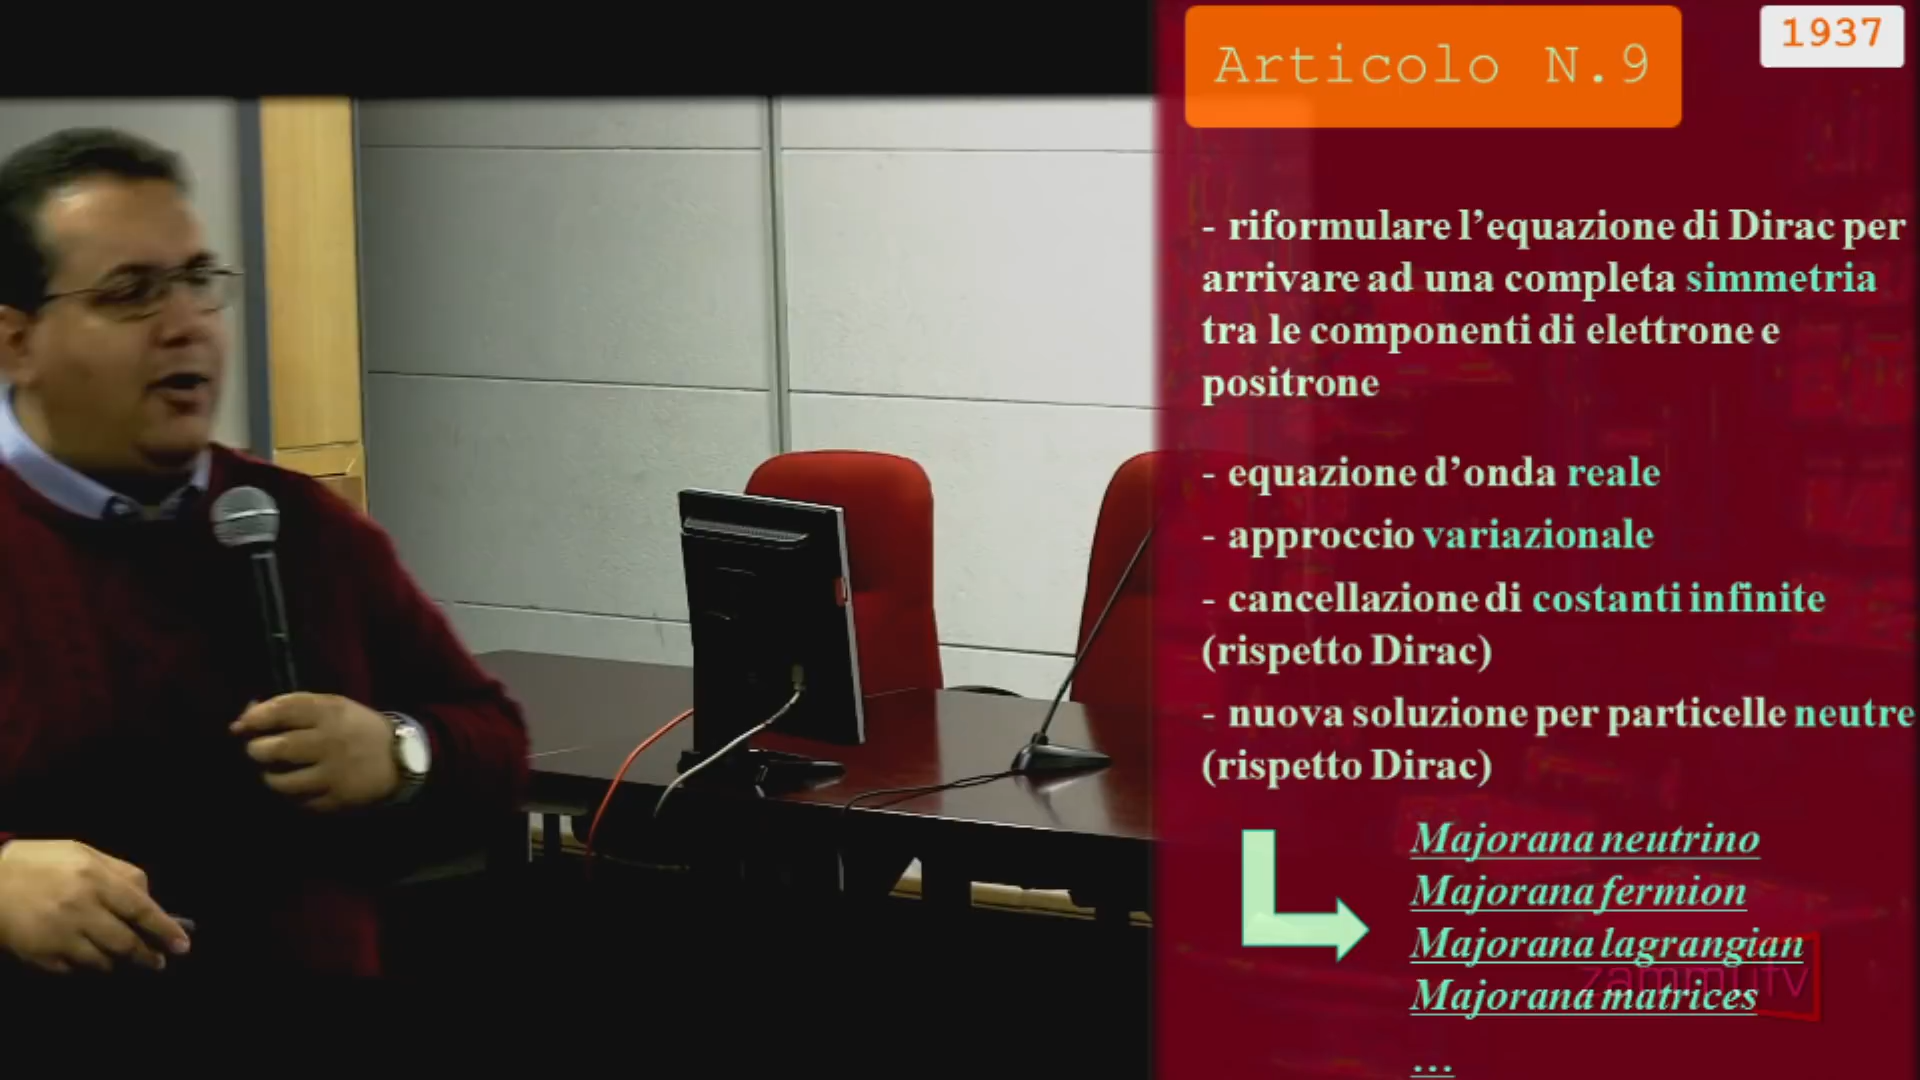 Articolo N.9
1937
- riformulare l'equazione di Dirac per
arrivare ad una completa simmetria
tra le componenti di elettrone e
positrone
- equazione d'onda reale
- approccio variazionale
- cancellazione di costanti infinite
(rispetto Dirac)
- nuova soluzione per particelle neutre
(rispetto Dirac)
Majorana neutrino
Majorana fermion
Majorana lagrangian
zammùtv
Majorana matrices
...